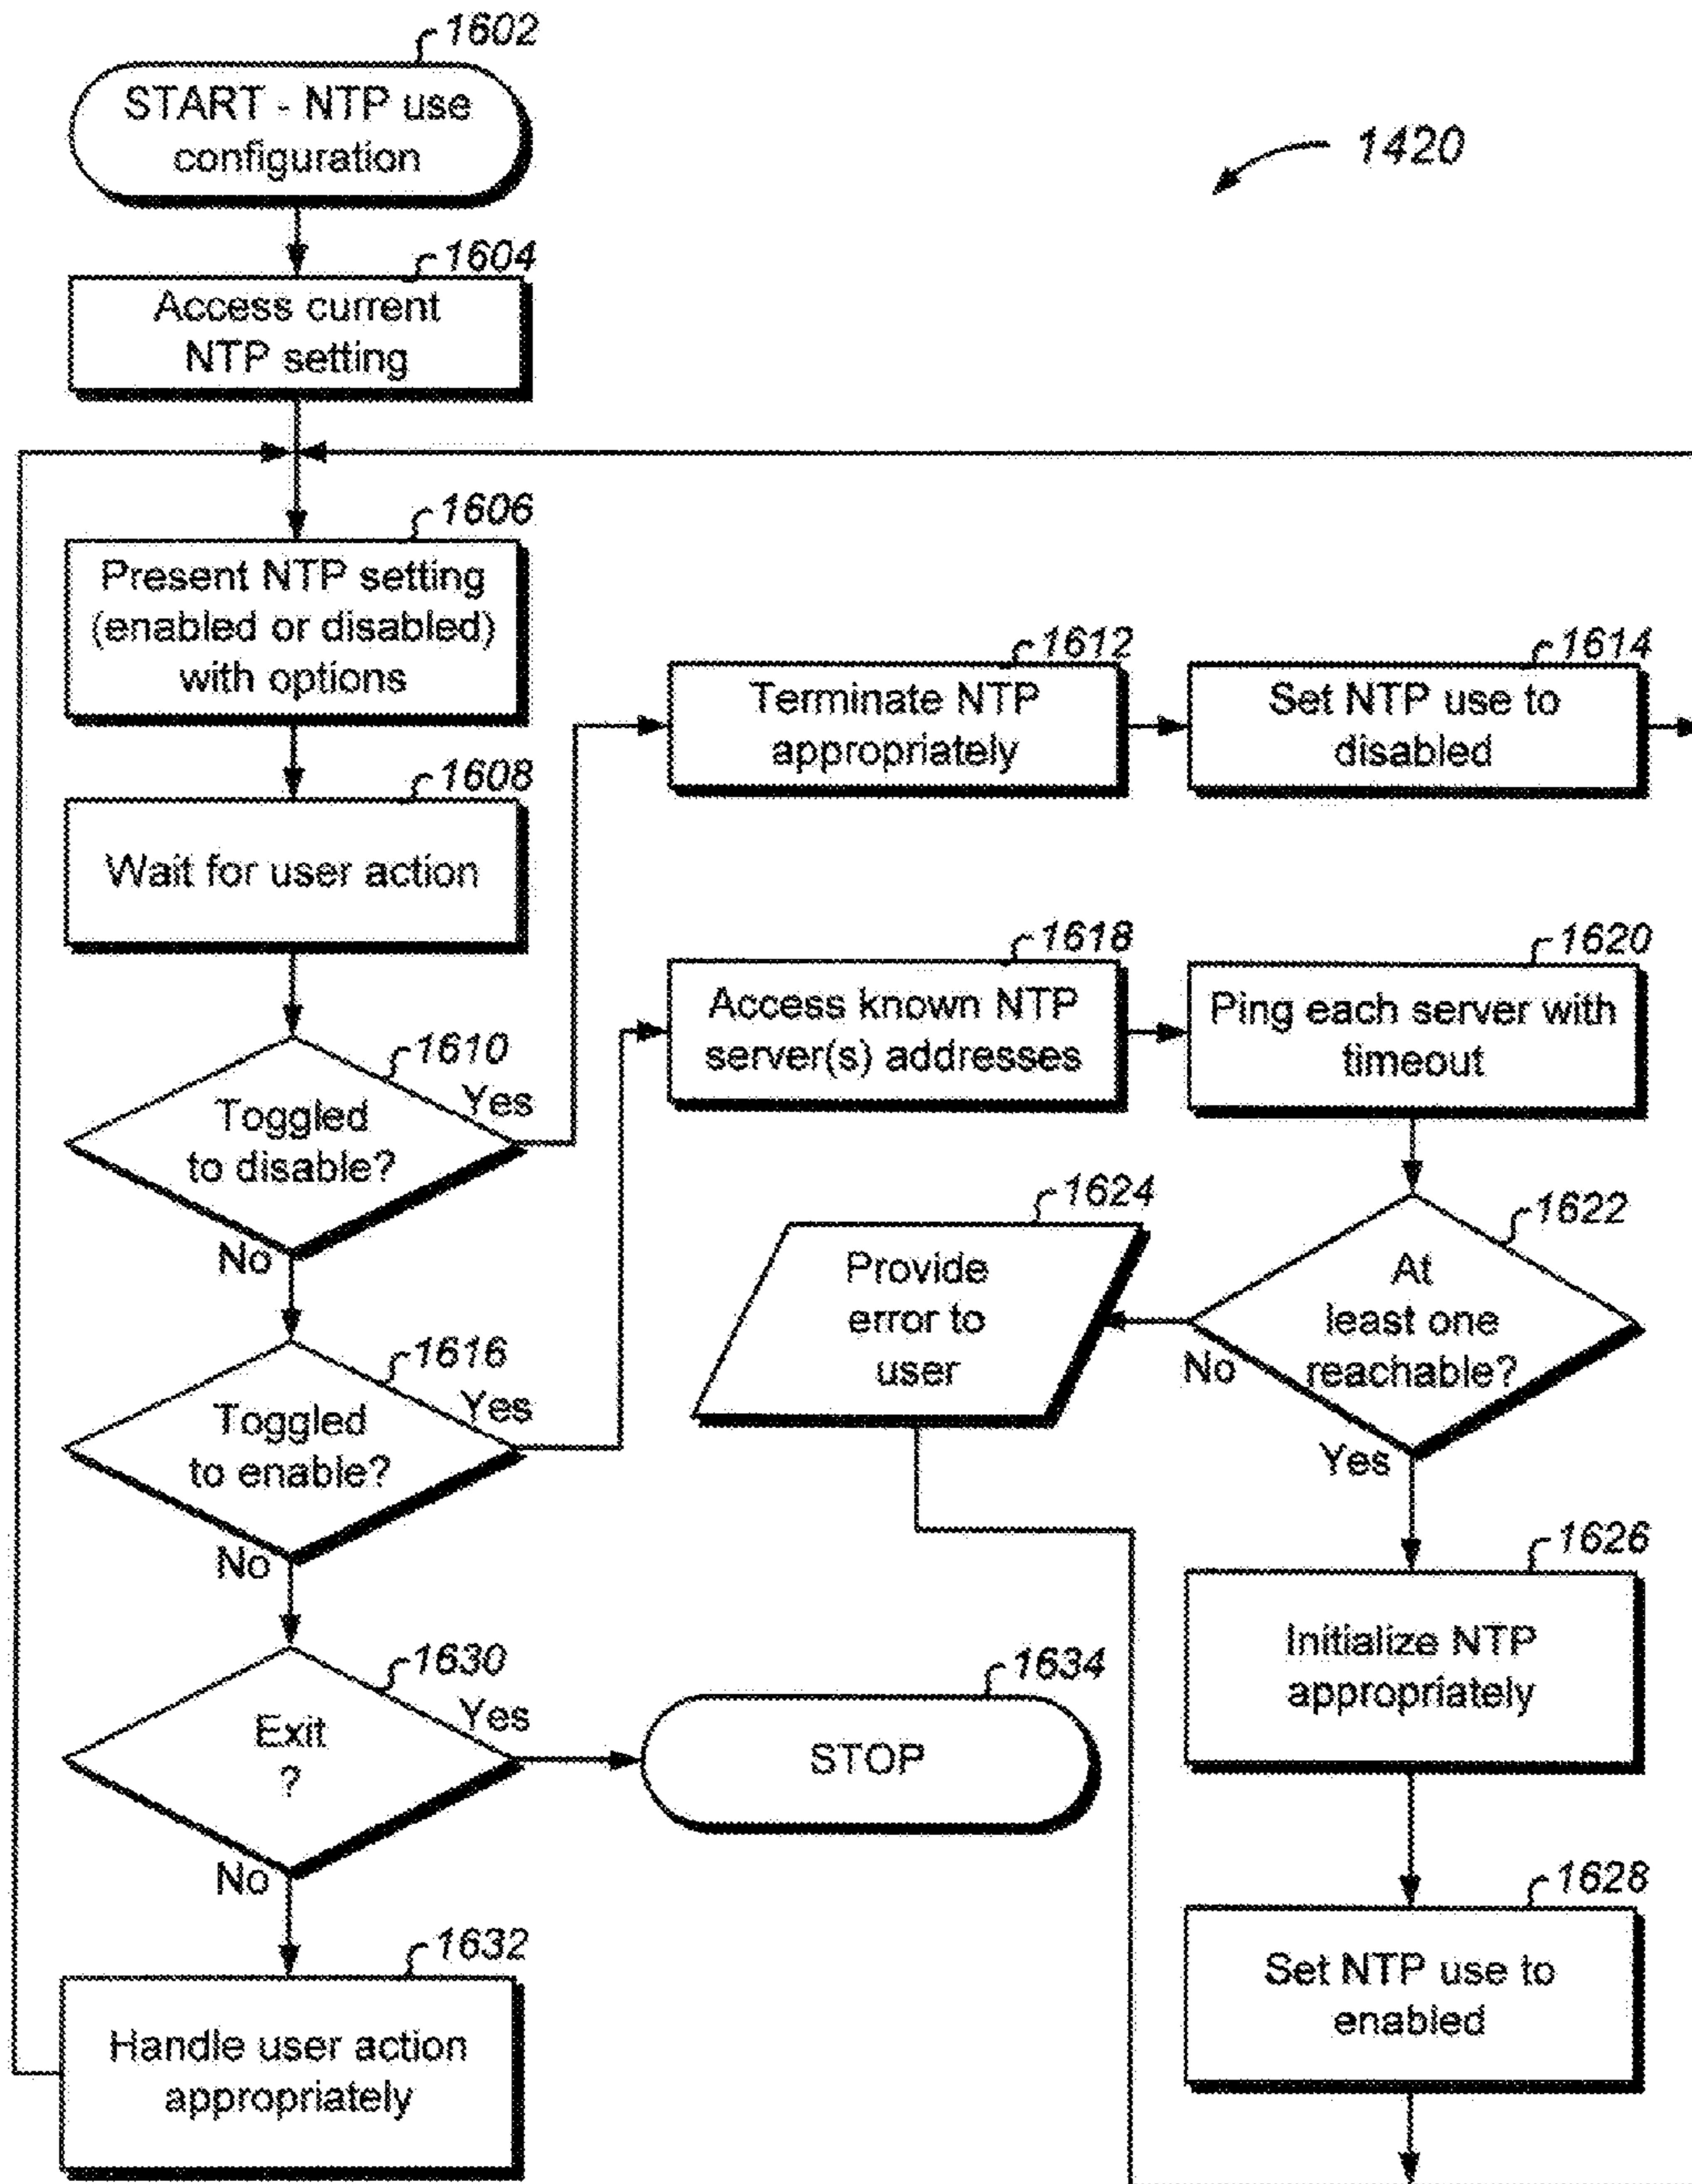 1602
START - NTP use
configuration
1420
1604
Access current
NTP setting
1606
Present NTP setting
(enabled or disabled)
with options
1608
Wait for user action
1610
Toggled
to disable?
Yes
No
1612
Terminate NTP
appropriately
1614
Set NTP use to
disabled
1616
Toggled
to enable?
Yes
No
1618
Access known NTP
server(s) addresses
1620
Ping each server with
timeout
1622
At
least one
reachable?
No
Yes
1624
Provide
error to
user
1626
Initialize NTP
appropriately
1628
Set NTP use to
enabled
1630
Exit
?
Yes
No
1634
STOP
1632
Handle user action
appropriately